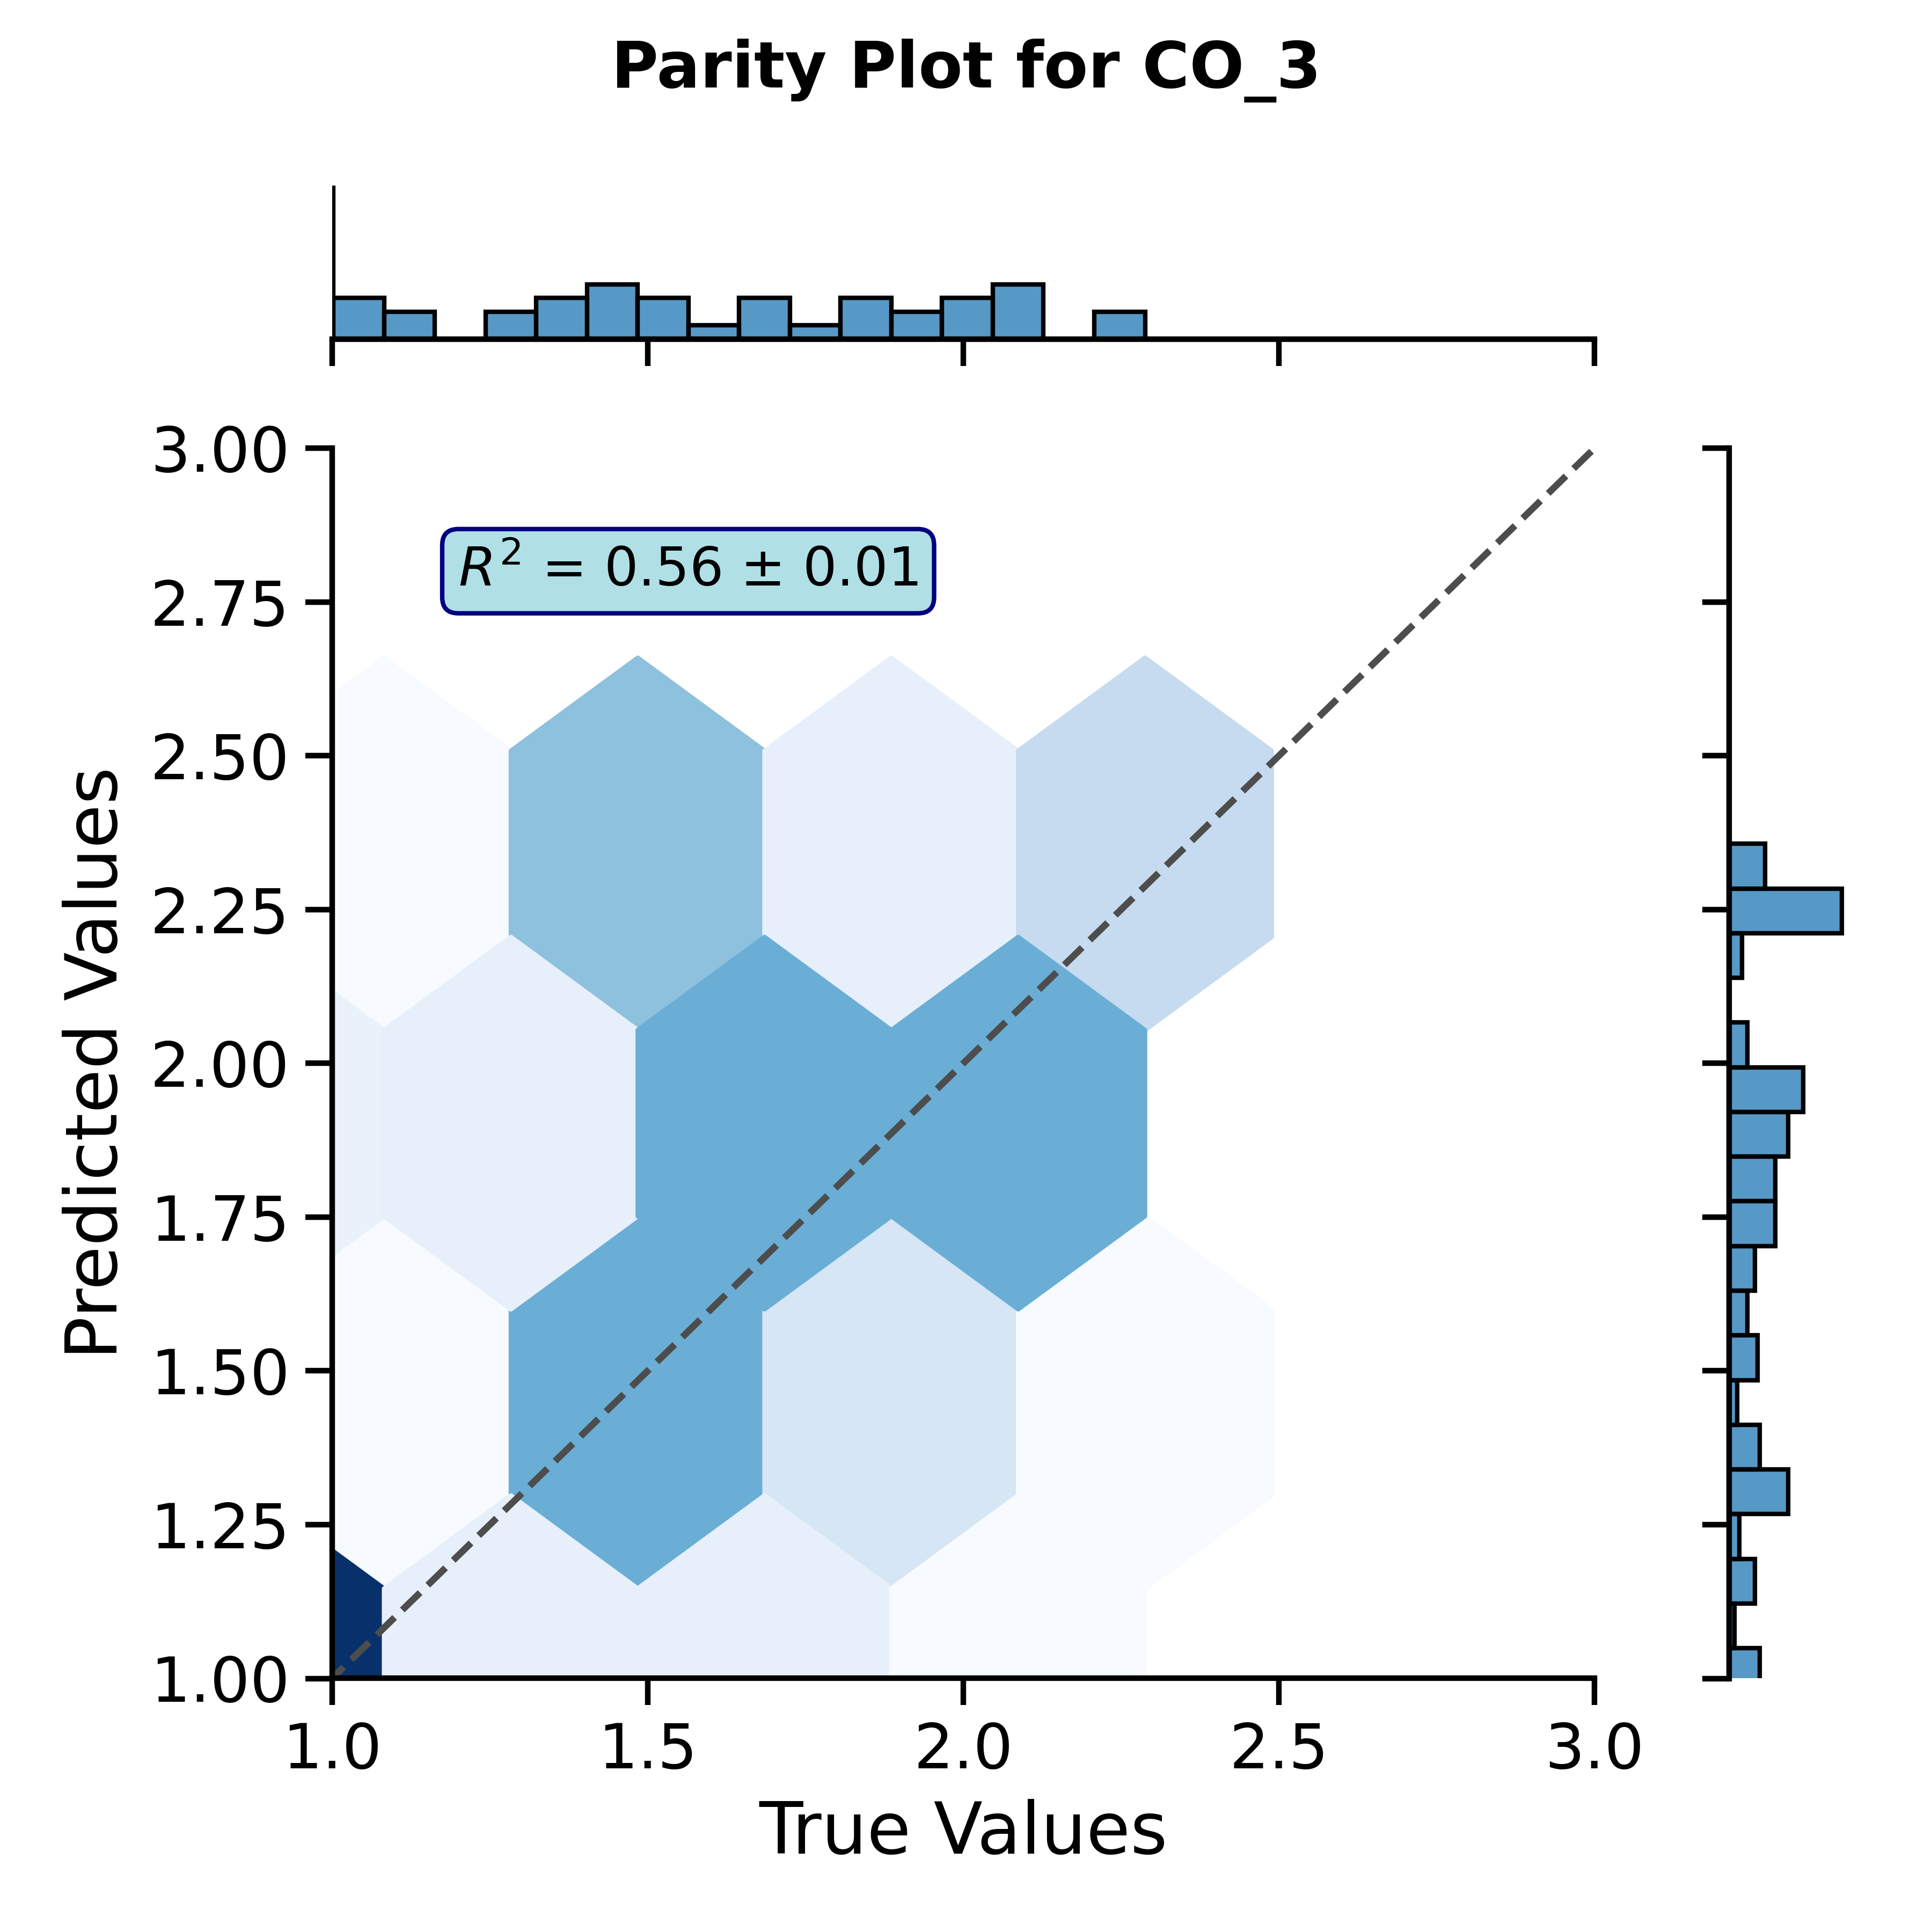 Parity Plot for CO_3
R² = 0.56 ± 0.01
Predicted Values
3.00
2.75
2.50
2.25
2.00
1.75
1.50
1.25
1.00
1.0 1.5 2.0 2.5 3.0
True Values